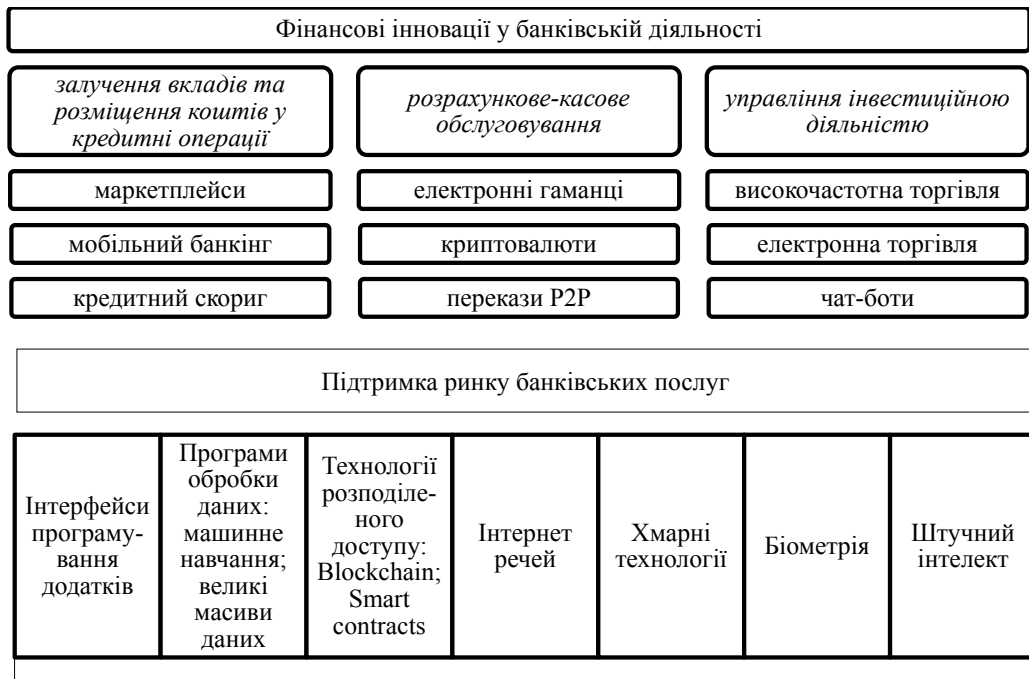 Фінансові інновації у банківській діяльності
залучення вкладів та
розміщення коштів у
кредитні операції
розрахункове-касове
обслуговування
управління інвестиційною
діяльністю
маркетплейси
електронні гаманці
високочастотна торгівля
мобільний банкінг
криптовалюти
електронна торгівля
кредитний скориг
перекази P2P
чат-боти
Підтримка ринку банківських послуг
Інтерфейси
програму-
вання
додатків
Програми
обробки
даних:
машинне
навчання;
великі
масиви
даних
Технології
розподіле-
ного
доступу:
Blockchain;
Smart
contracts
Інтернет
речей
Хмарні
технології
Біометрія
Штучний
інтелект